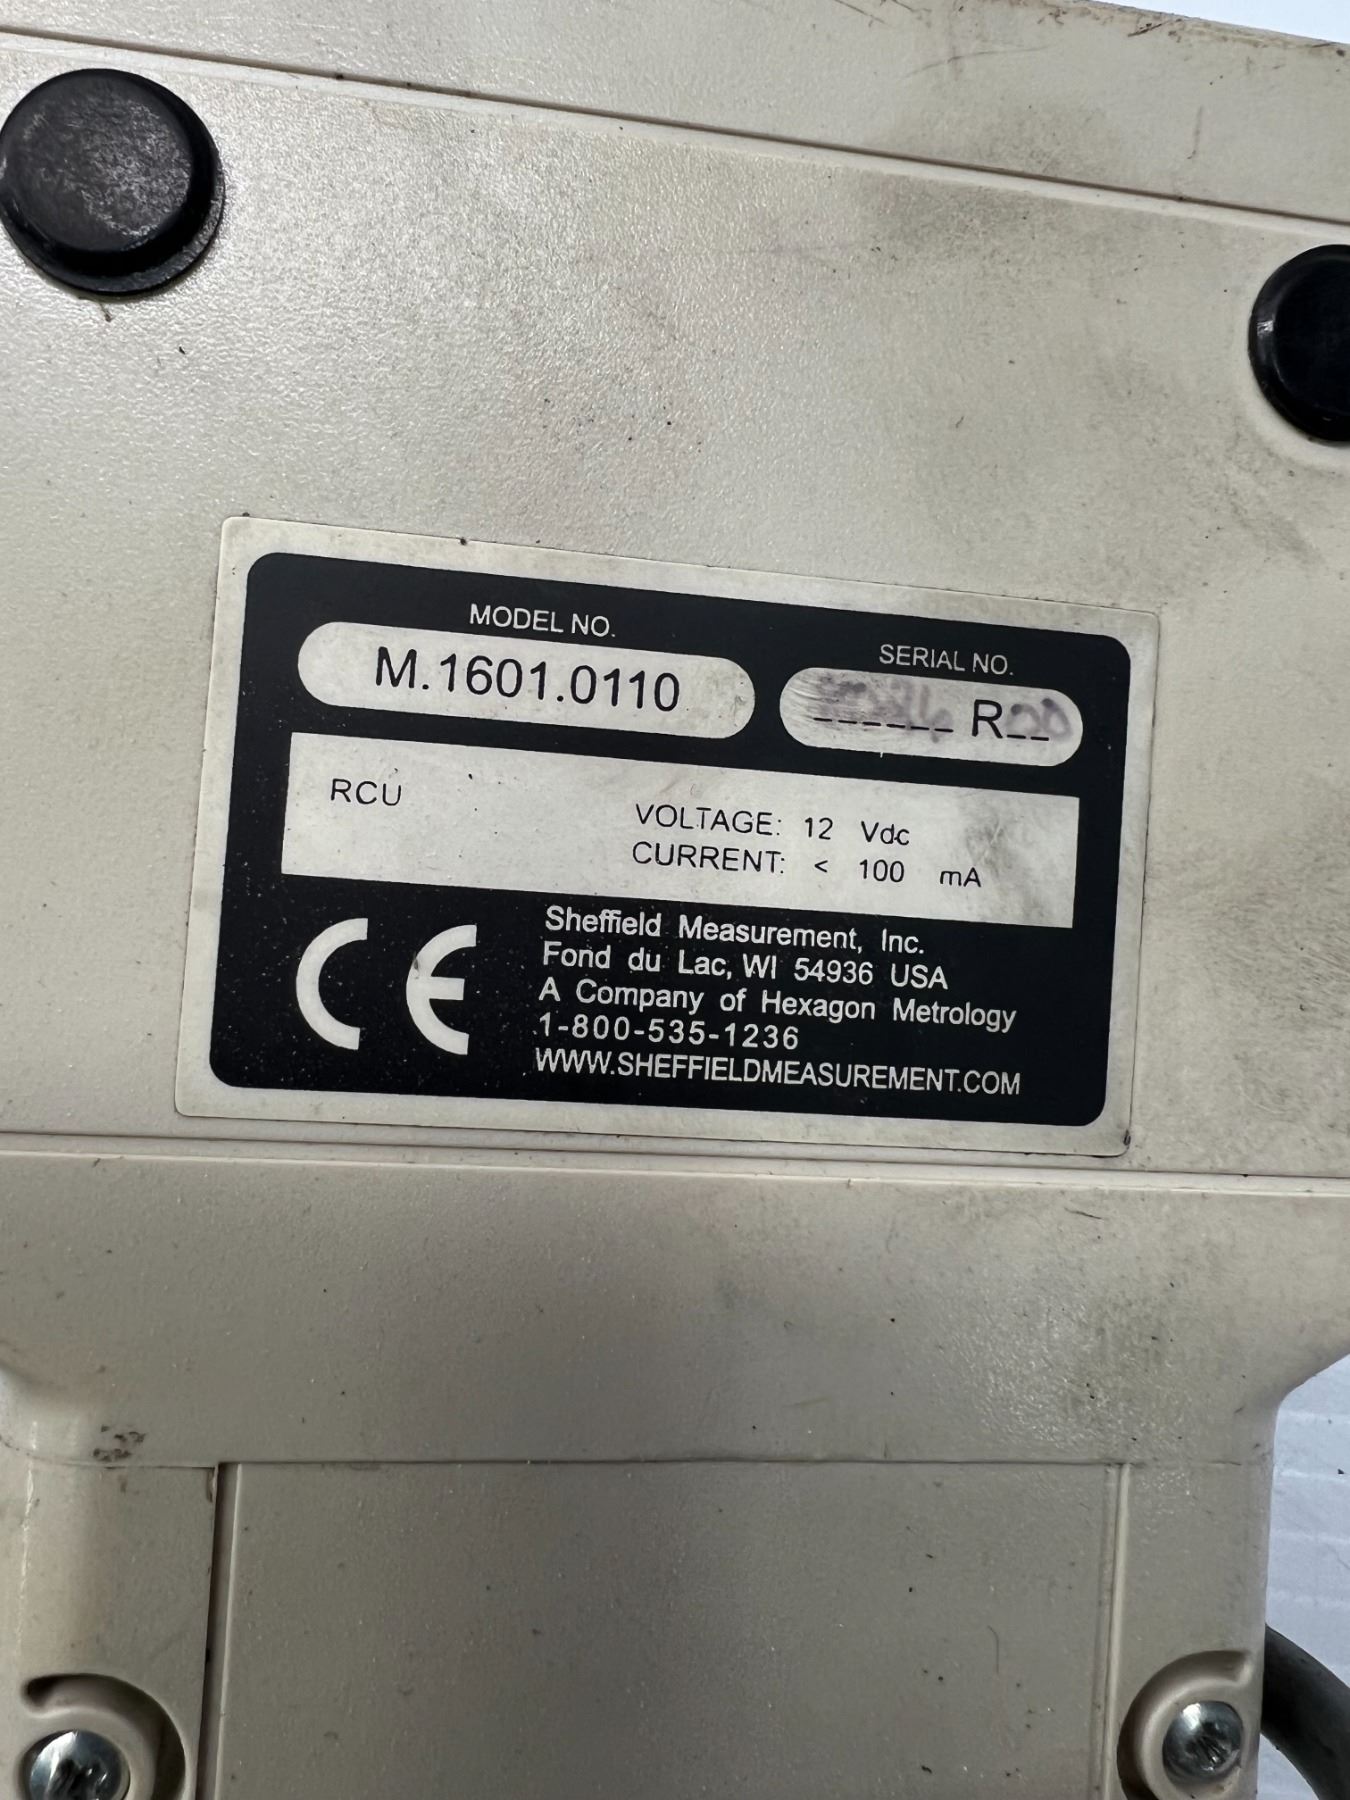 MODEL NO.
M.1601.0110
SERIAL NO.
R
RCU
VOLTAGE: 12 Vdc
CURRENT: < 100 mA
CE
Sheffield Measurement, Inc.
Fond du Lac, WI 54936 USA
A Company of Hexagon Metrology
1-800-535-1236
WWW.SHEFFIELDMEASUREMENT.COM